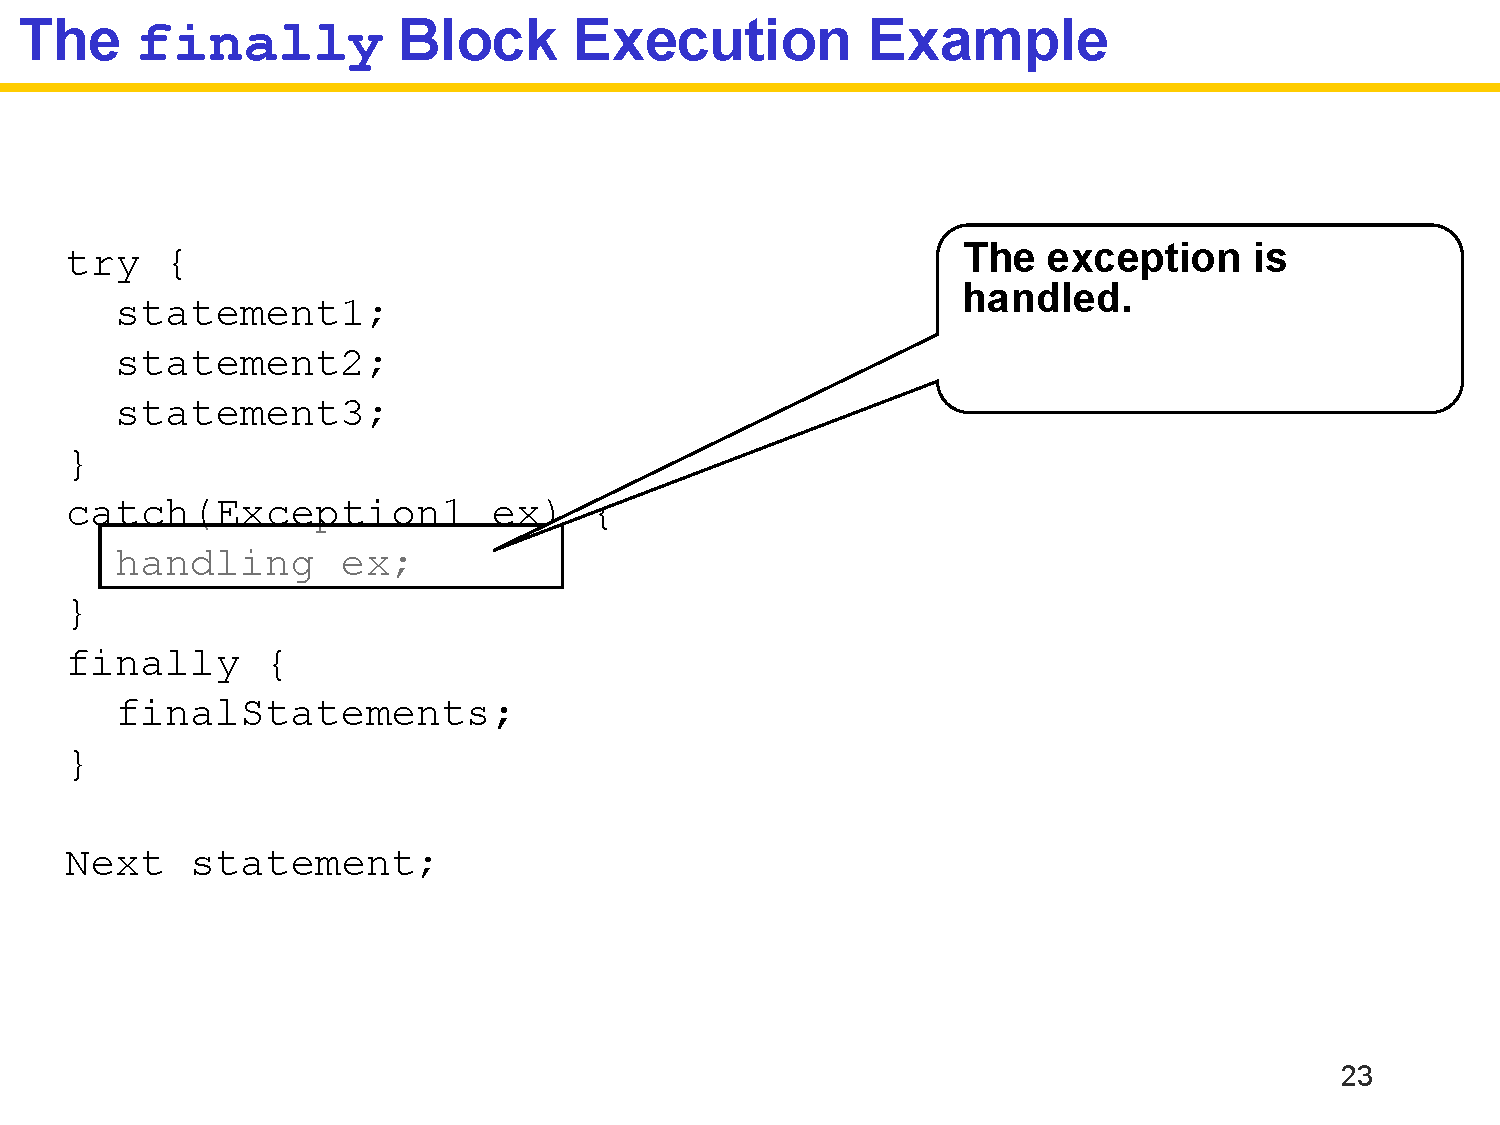 The finally Block Execution Example
try {
  statement1;
  statement2;
  statement3;
}
catch(Exception1 ex) {
  handling ex;
}
finally {
  finalStatements;
}
Next statement;
The exception is
handled.
23